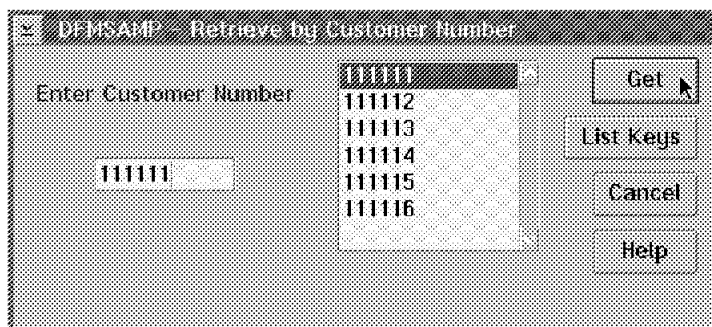 DFMSAMP - Retrieve by Customer Number
Enter Customer Number
111111
111111
111112
111113
111114
111115
111116
Get
List Keys
Cancel
Help